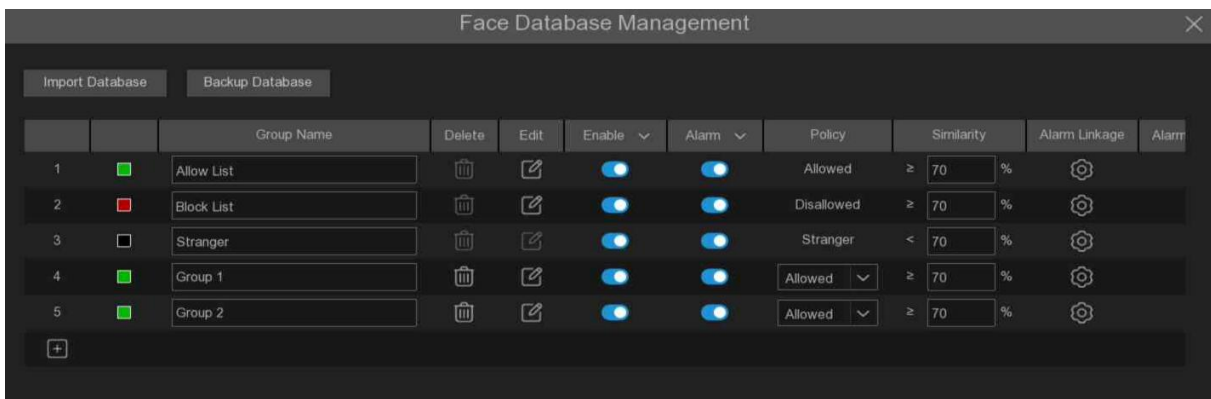 Face Database Management
Import Database Backup Database
Group Name Delete Edit Enable Alarm Policy Similarity Alarm Linkage Alarm
1 Allow List Allowed ≥ 70 %
2 Block List Disallowed ≥ 70 %
3 Stranger Stranger < 70 %
4 Group 1 Allowed ≥ 70 %
5 Group 2 Allowed ≥ 70 %